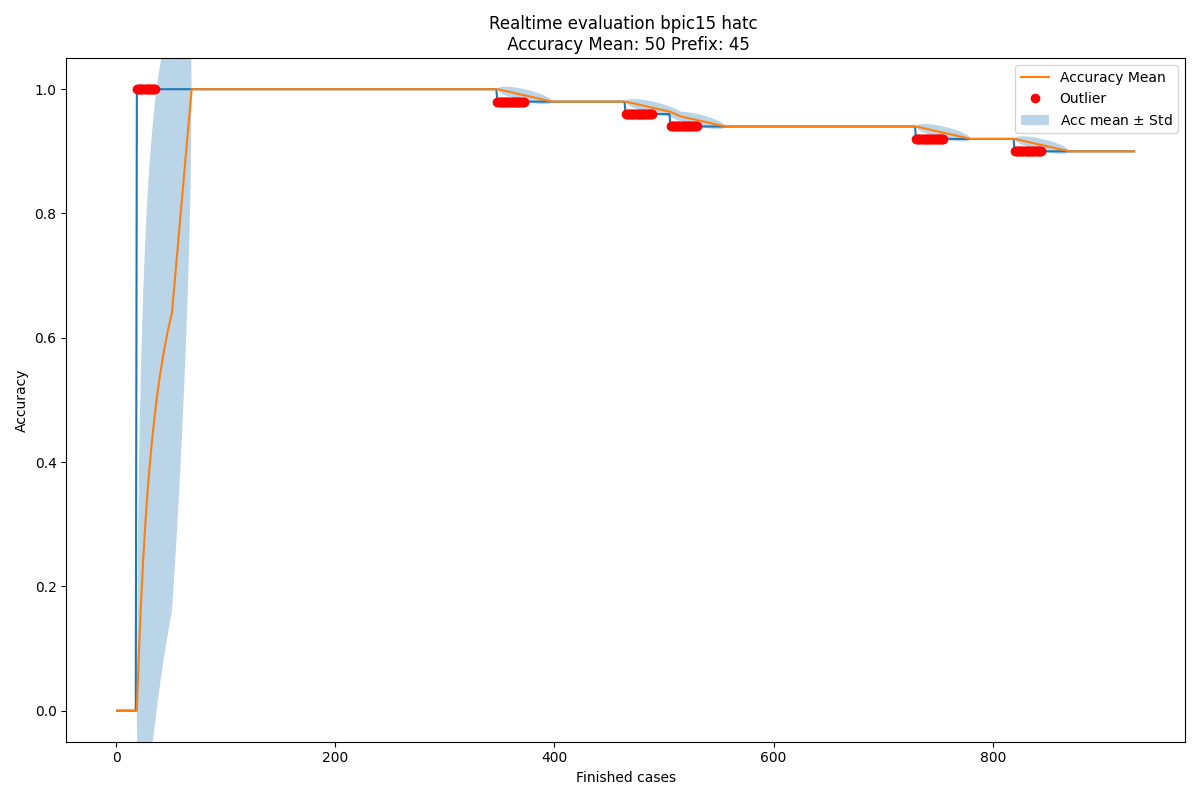 Realtime evaluation bpic15 hatc
Accuracy Mean: 50 Prefix: 45
Accuracy Mean
Outlier
Acc mean ± Std
1.0
0.8
0.6
0.4
0.2
0.0
Accuracy
0 200 400 600 800
Finished cases